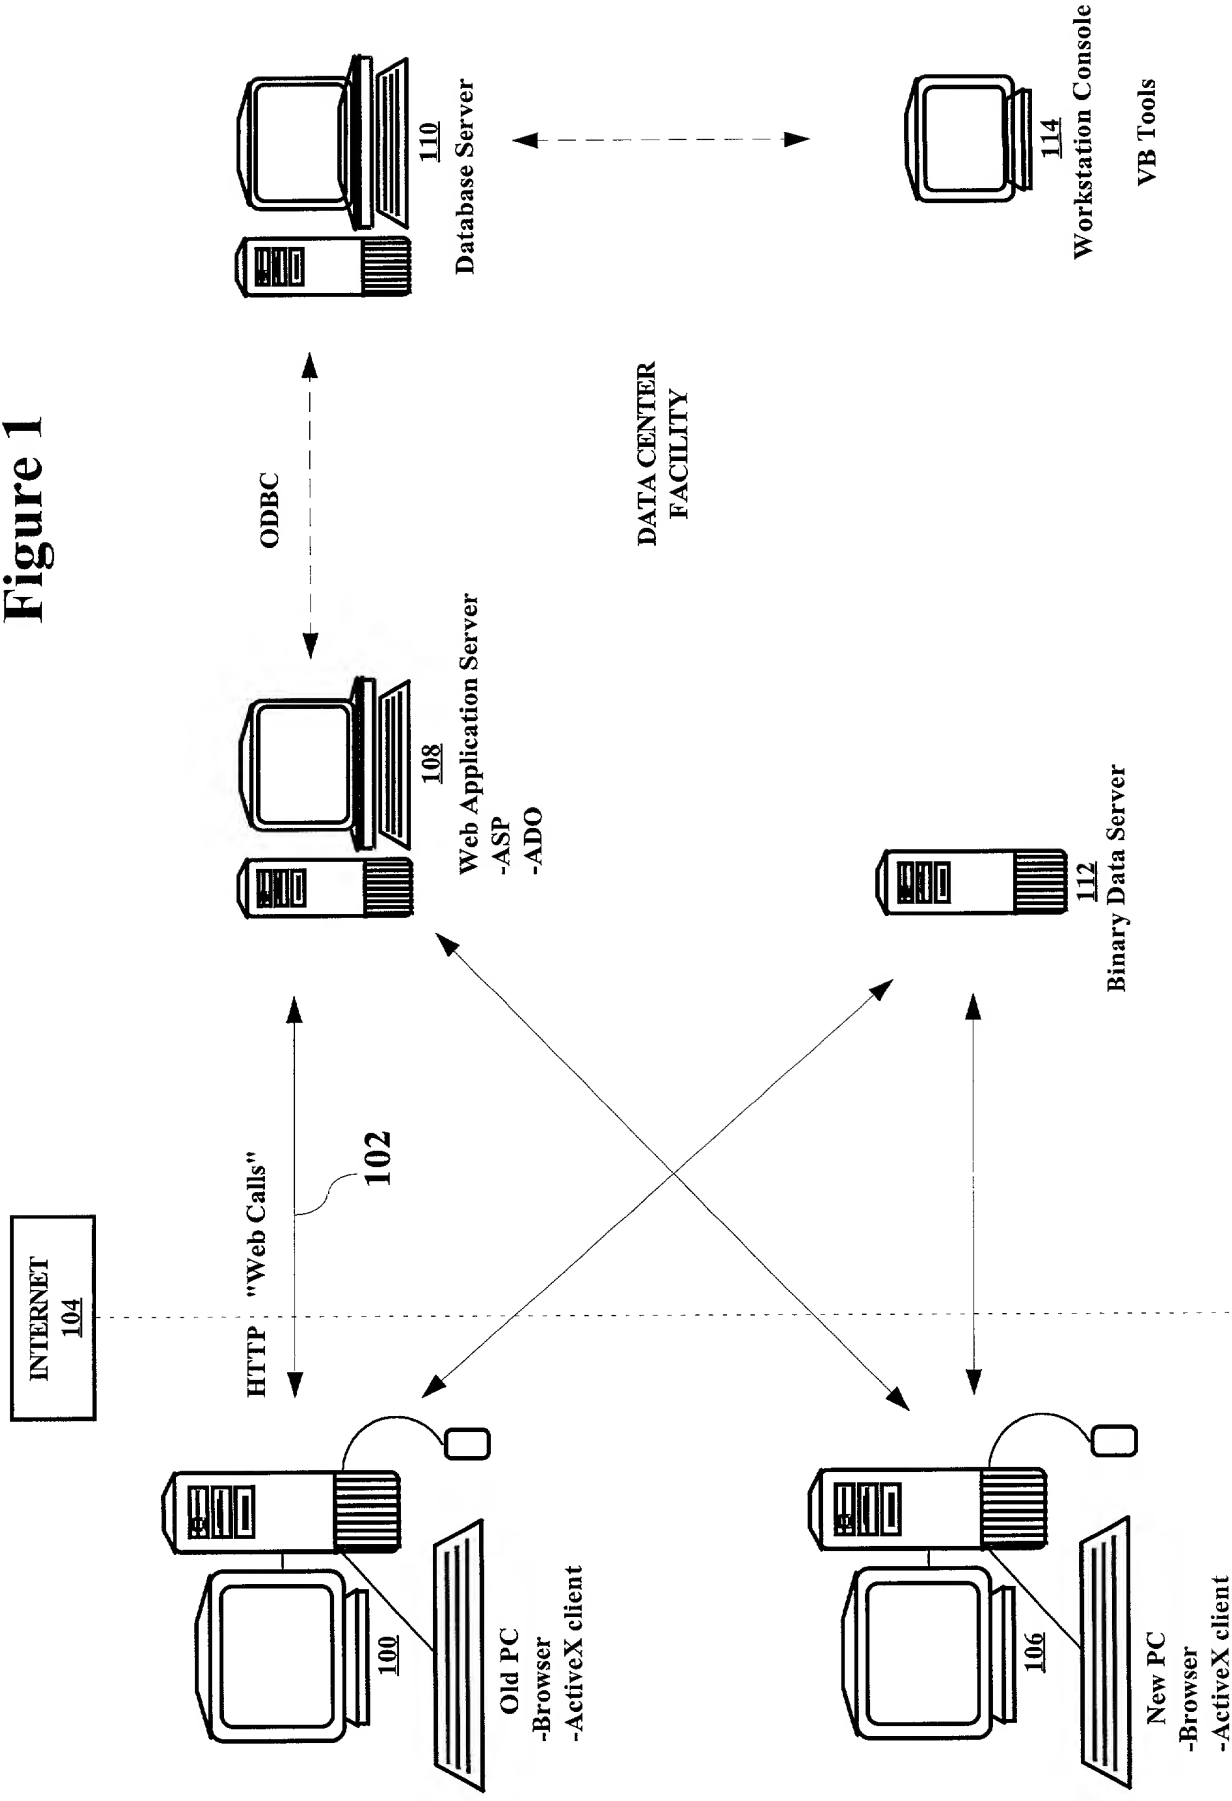 Figure 1
INTERNET
104
HTTP "Web Calls"
102
ODBC
100
Old PC
-Browser
-ActiveX client
108
Web Application Server
-ASP
-ADO
110
Database Server
DATA CENTER
FACILITY
106
New PC
-Browser
-ActiveX client
112
Binary Data Server
114
Workstation Console
VB Tools